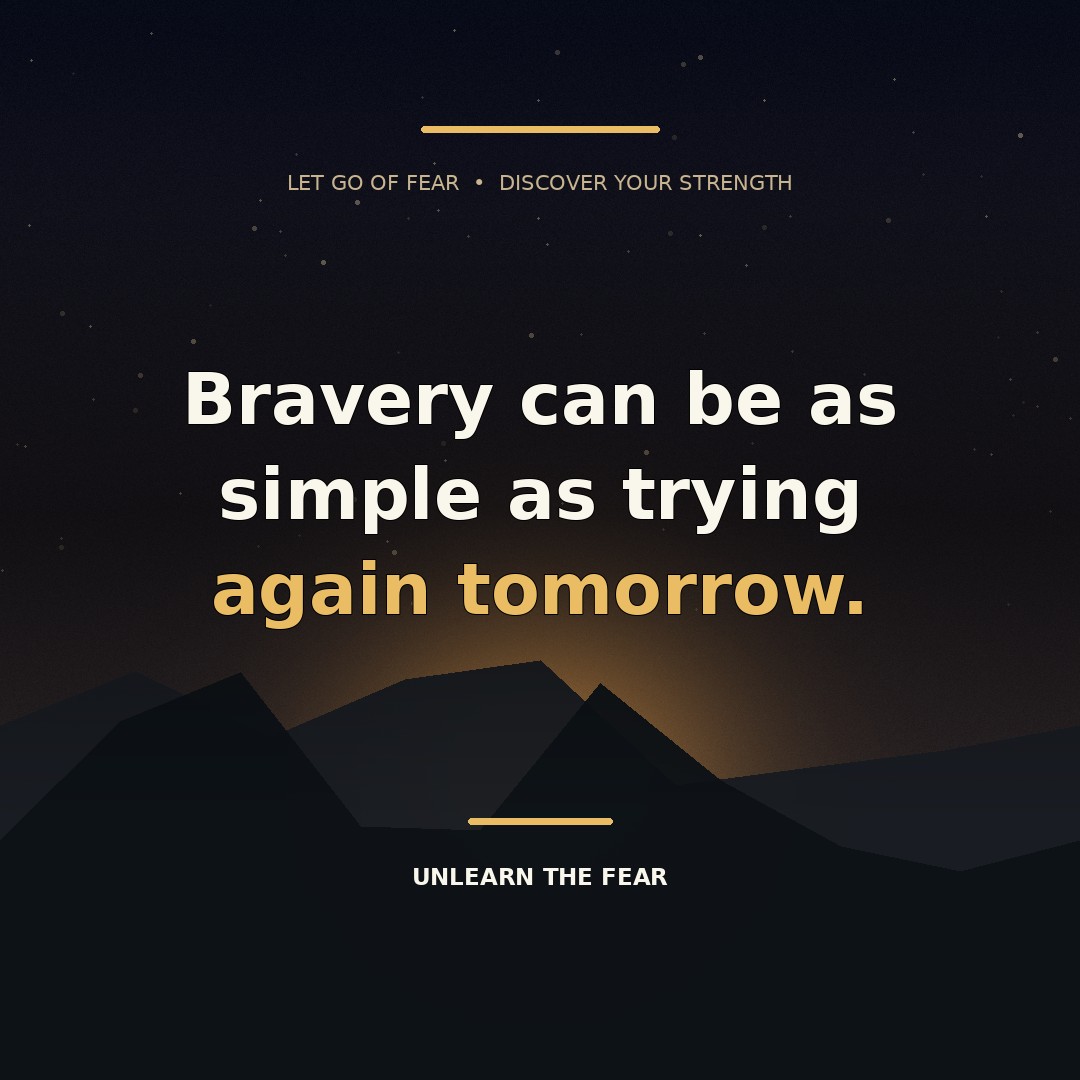 LET GO OF FEAR • DISCOVER YOUR STRENGTH
Bravery can be as
simple as trying
again tomorrow.
UNLEARN THE FEAR